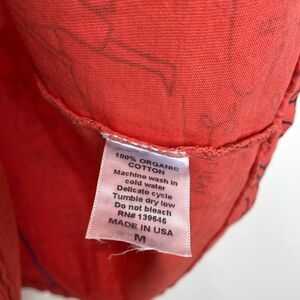 100% ORGANIC
COTTON
Machine wash in
cold water
Delicate cycle
Tumble dry low
Do not bleach
RN# 139646
MADE IN USA
M